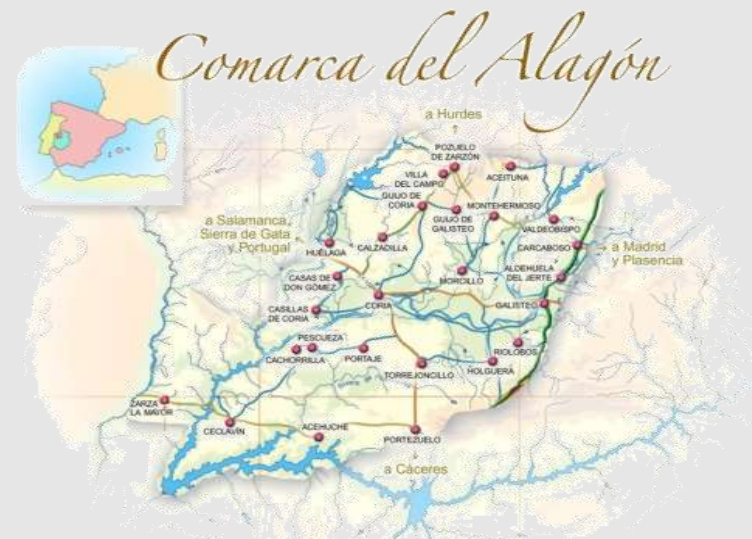 Comarca del Alagón
a Hurdes
POZUELO
DE ZARZÓN
VILLA
DEL CAMPO
ACEITUNA
GUIJO DE
CORIA
MONTEHERMOSO
GUIJO DE
GALISTEO
VALDEOBISPO
a Salamanca,
Sierra de Gata
y Portugal
HUÉLAGA
CALZADILLA
CARCABOSO
a Madrid
y Plasencia
CASAS DE
DON GÓMEZ
MORCILLO
ALDEHUELA
DEL JERTE
CASILLAS
DE CORIA
CORIA
GALISTEO
PESCUEZA
CACHORRILLA
PORTAJE
RIOLOBOS
TORREJONCILLO
HOLGUERA
ZARZA
LA MAYOR
CECLAVÍN
ACEHUCHE
PORTEZUELO
a Cáceres